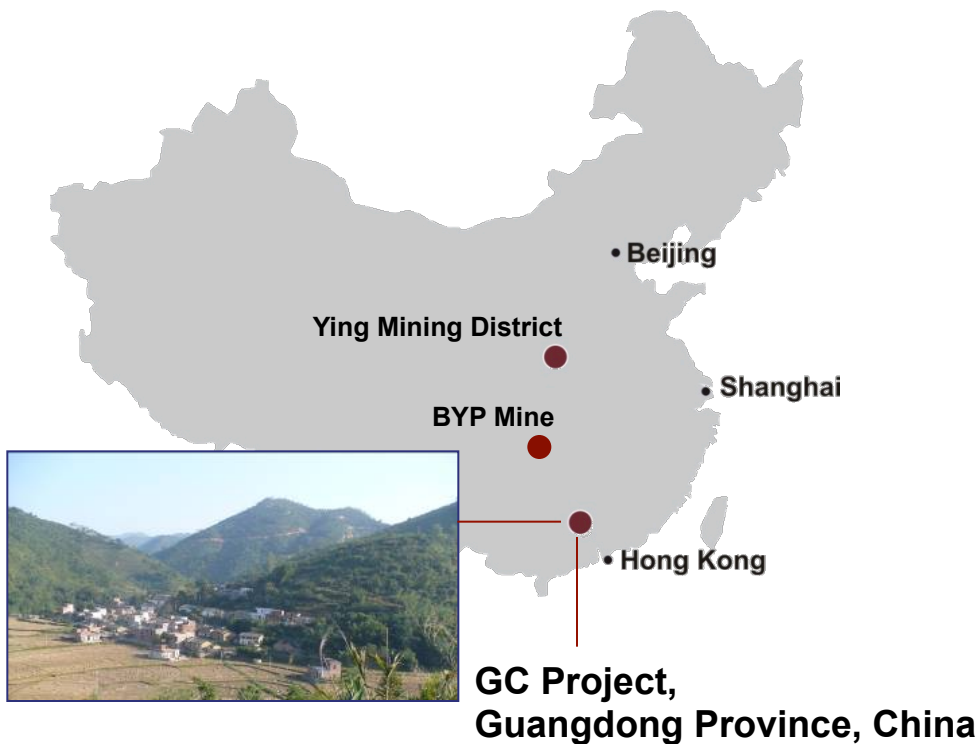 Beijing
Ying Mining District
Shanghai
BYP Mine
Hong Kong
GC Project,
Guangdong Province, China